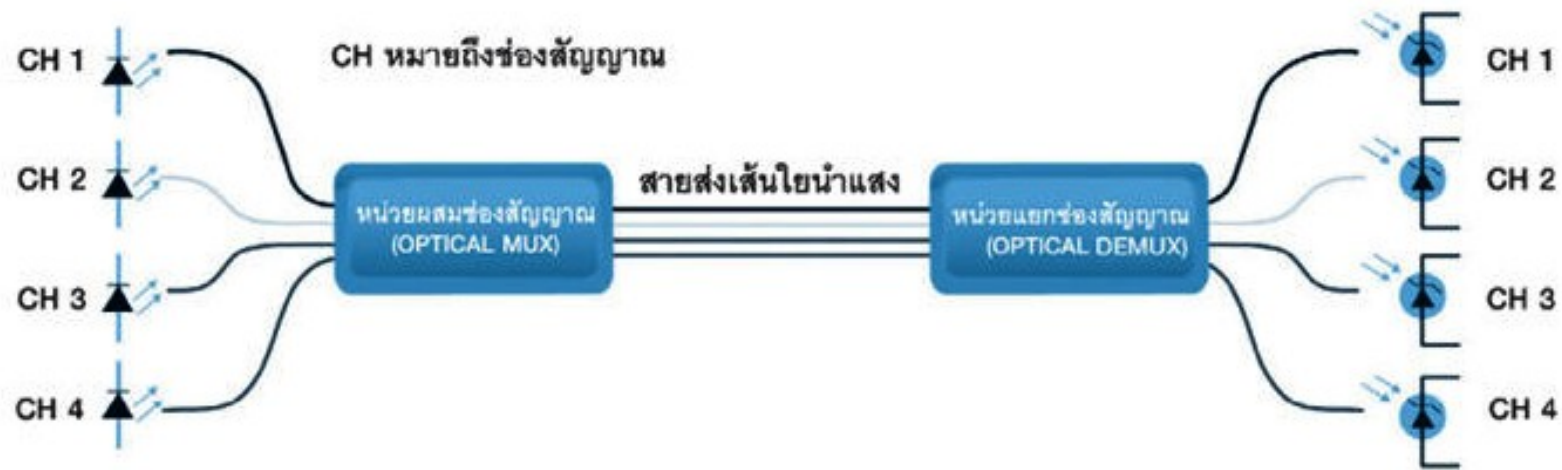 CH หมายถึงช่องสัญญาณ
CH 1
CH 2
CH 3
CH 4
หน่วยผสมช่องสัญญาณ
(OPTICAL MUX)
สายส่งเส้นใยนำแสง
หน่วยแยกช่องสัญญาณ
(OPTICAL DEMUX)
CH 1
CH 2
CH 3
CH 4